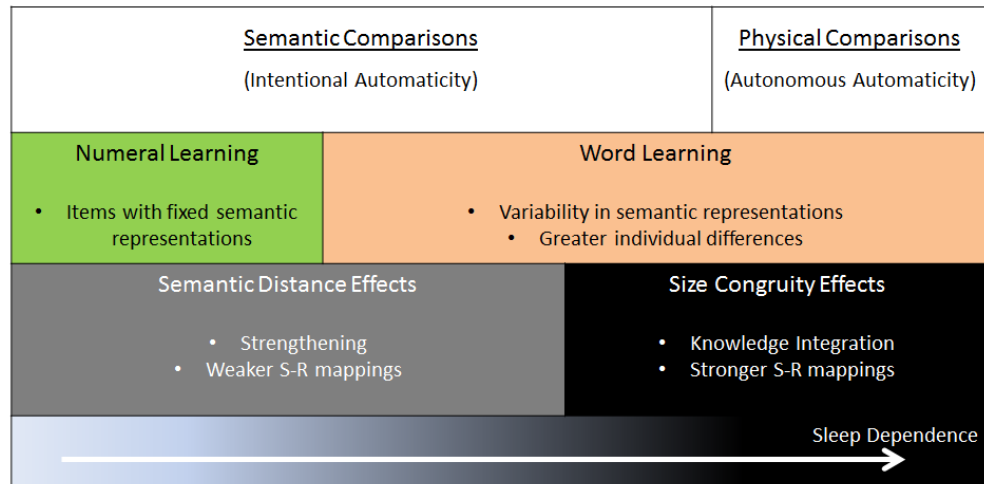 Semantic Comparisons
(Intentional Automaticity)
Physical Comparisons
(Autonomous Automaticity)
Numeral Learning
• Items with fixed semantic
representations
Word Learning
• Variability in semantic representations
• Greater individual differences
Semantic Distance Effects
• Strengthening
• Weaker S-R mappings
Size Congruity Effects
• Knowledge Integration
• Stronger S-R mappings
Sleep Dependence